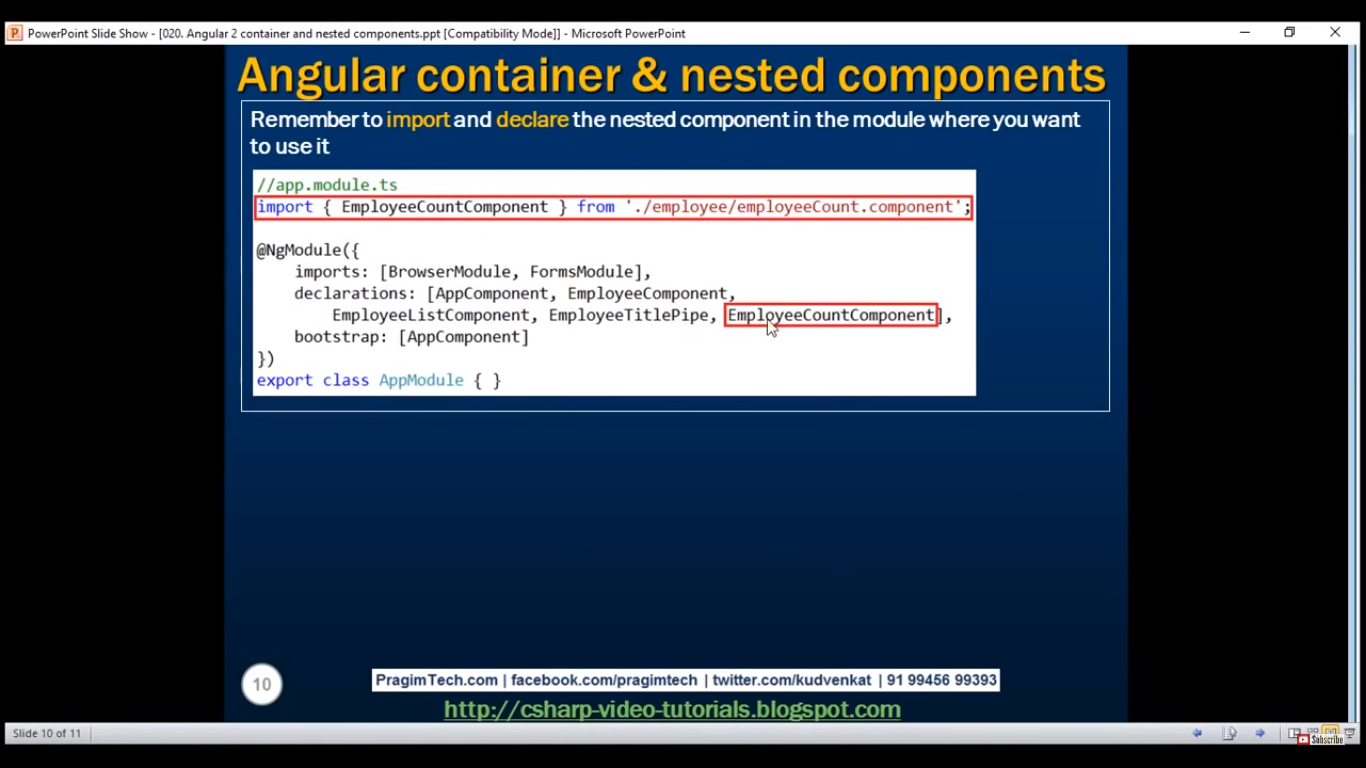 PowerPoint Slide Show - [020. Angular 2 container and nested components.ppt [Compatibility Mode]] - Microsoft PowerPoint
Angular container & nested components
Remember to import and declare the nested component in the module where you want
to use it
//app.module.ts
import { EmployeeCountComponent } from './employee/employeeCount.component';
@NgModule({
imports: [BrowserModule, FormsModule],
declarations: [AppComponent, EmployeeComponent,
EmployeeListComponent, EmployeeTitlePipe, EmployeeCountComponent],
bootstrap: [AppComponent]
})
export class AppModule { }
10
PragimTech.com | facebook.com/pragimtech | twitter.com/kudvenkat | 91 99456 99393
http://csharp-video-tutorials.blogspot.com
Slide 10 of 11
Subscribe